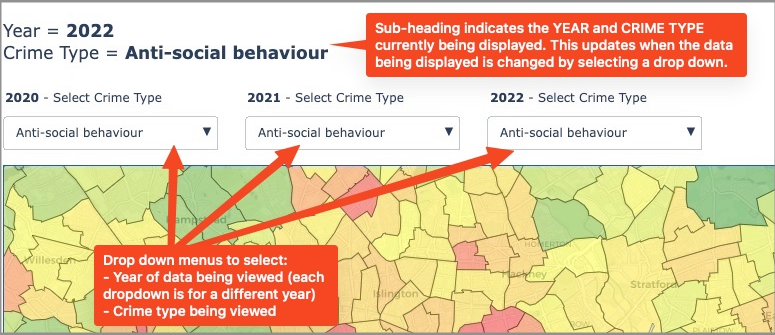 Year = 2022
Crime Type = Anti-social behaviour
Sub-heading indicates the YEAR and CRIME TYPE
currently being displayed. This updates when the data
being displayed is changed by selecting a drop down.
2020 - Select Crime Type
2021 - Select Crime Type
2022 - Select Crime Type
Anti-social behaviour
Anti-social behaviour
Anti-social behaviour
Hampstead
Willesden
HOMERTON
Hackney
Stratford
Islington
Drop down menus to select:
- Year of data being viewed (each
dropdown is for a different year)
- Crime type being viewed